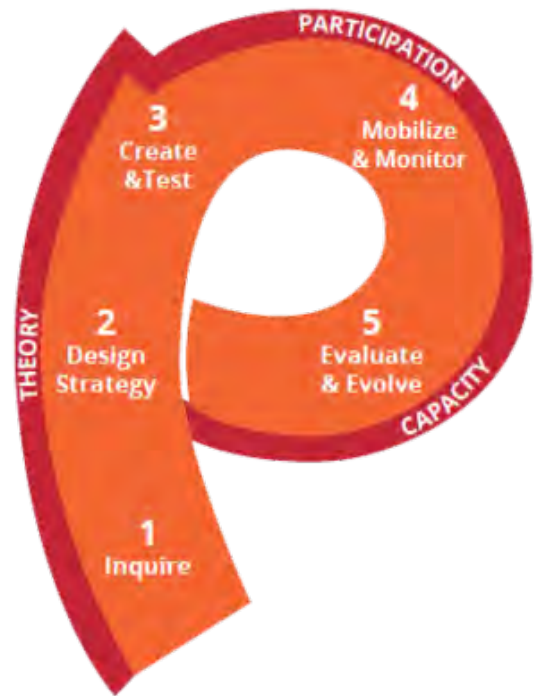 PARTICIPATION
4
Mobilize
& Monitor
3
Create
&Test
THEORY
2
Design
Strategy
5
Evaluate
& Evolve
CAPACITY
1
Inquire